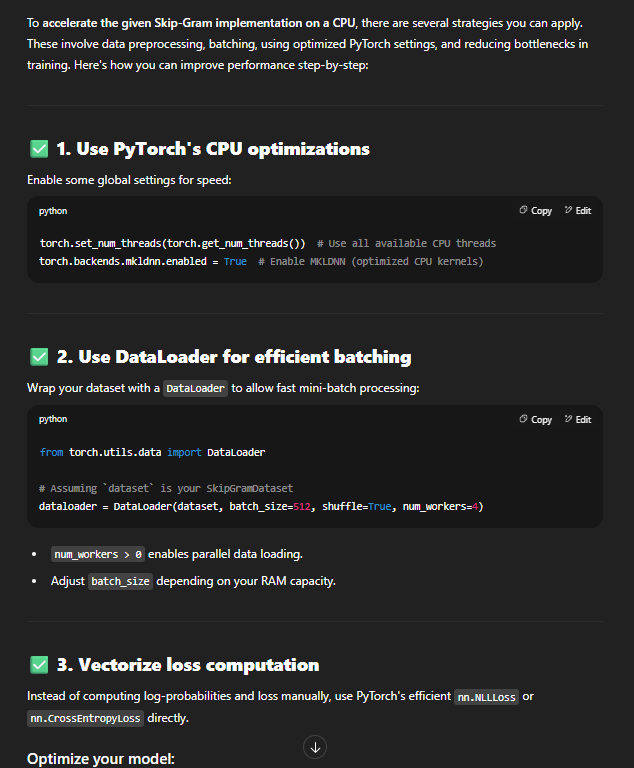 To accelerate the given Skip-Gram implementation on a CPU, there are several strategies you can apply.
These involve data preprocessing, batching, using optimized PyTorch settings, and reducing bottlenecks in
training. Here's how you can improve performance step-by-step:
✅ 1. Use PyTorch's CPU optimizations
Enable some global settings for speed:
python Copy Edit
torch.set_num_threads(torch.get_num_threads())  # Use all available CPU threads
torch.backends.mkldnn.enabled = True  # Enable MKLDNN (optimized CPU kernels)
✅ 2. Use DataLoader for efficient batching
Wrap your dataset with a DataLoader to allow fast mini-batch processing:
python Copy Edit
from torch.utils.data import DataLoader
# Assuming `dataset` is your SkipGramDataset
dataloader = DataLoader(dataset, batch_size=512, shuffle=True, num_workers=4)
• num_workers > 0 enables parallel data loading.
• Adjust batch_size depending on your RAM capacity.
✅ 3. Vectorize loss computation
Instead of computing log-probabilities and loss manually, use PyTorch's efficient nn.NLLLoss or
nn.CrossEntropyLoss directly.
Optimize your model: